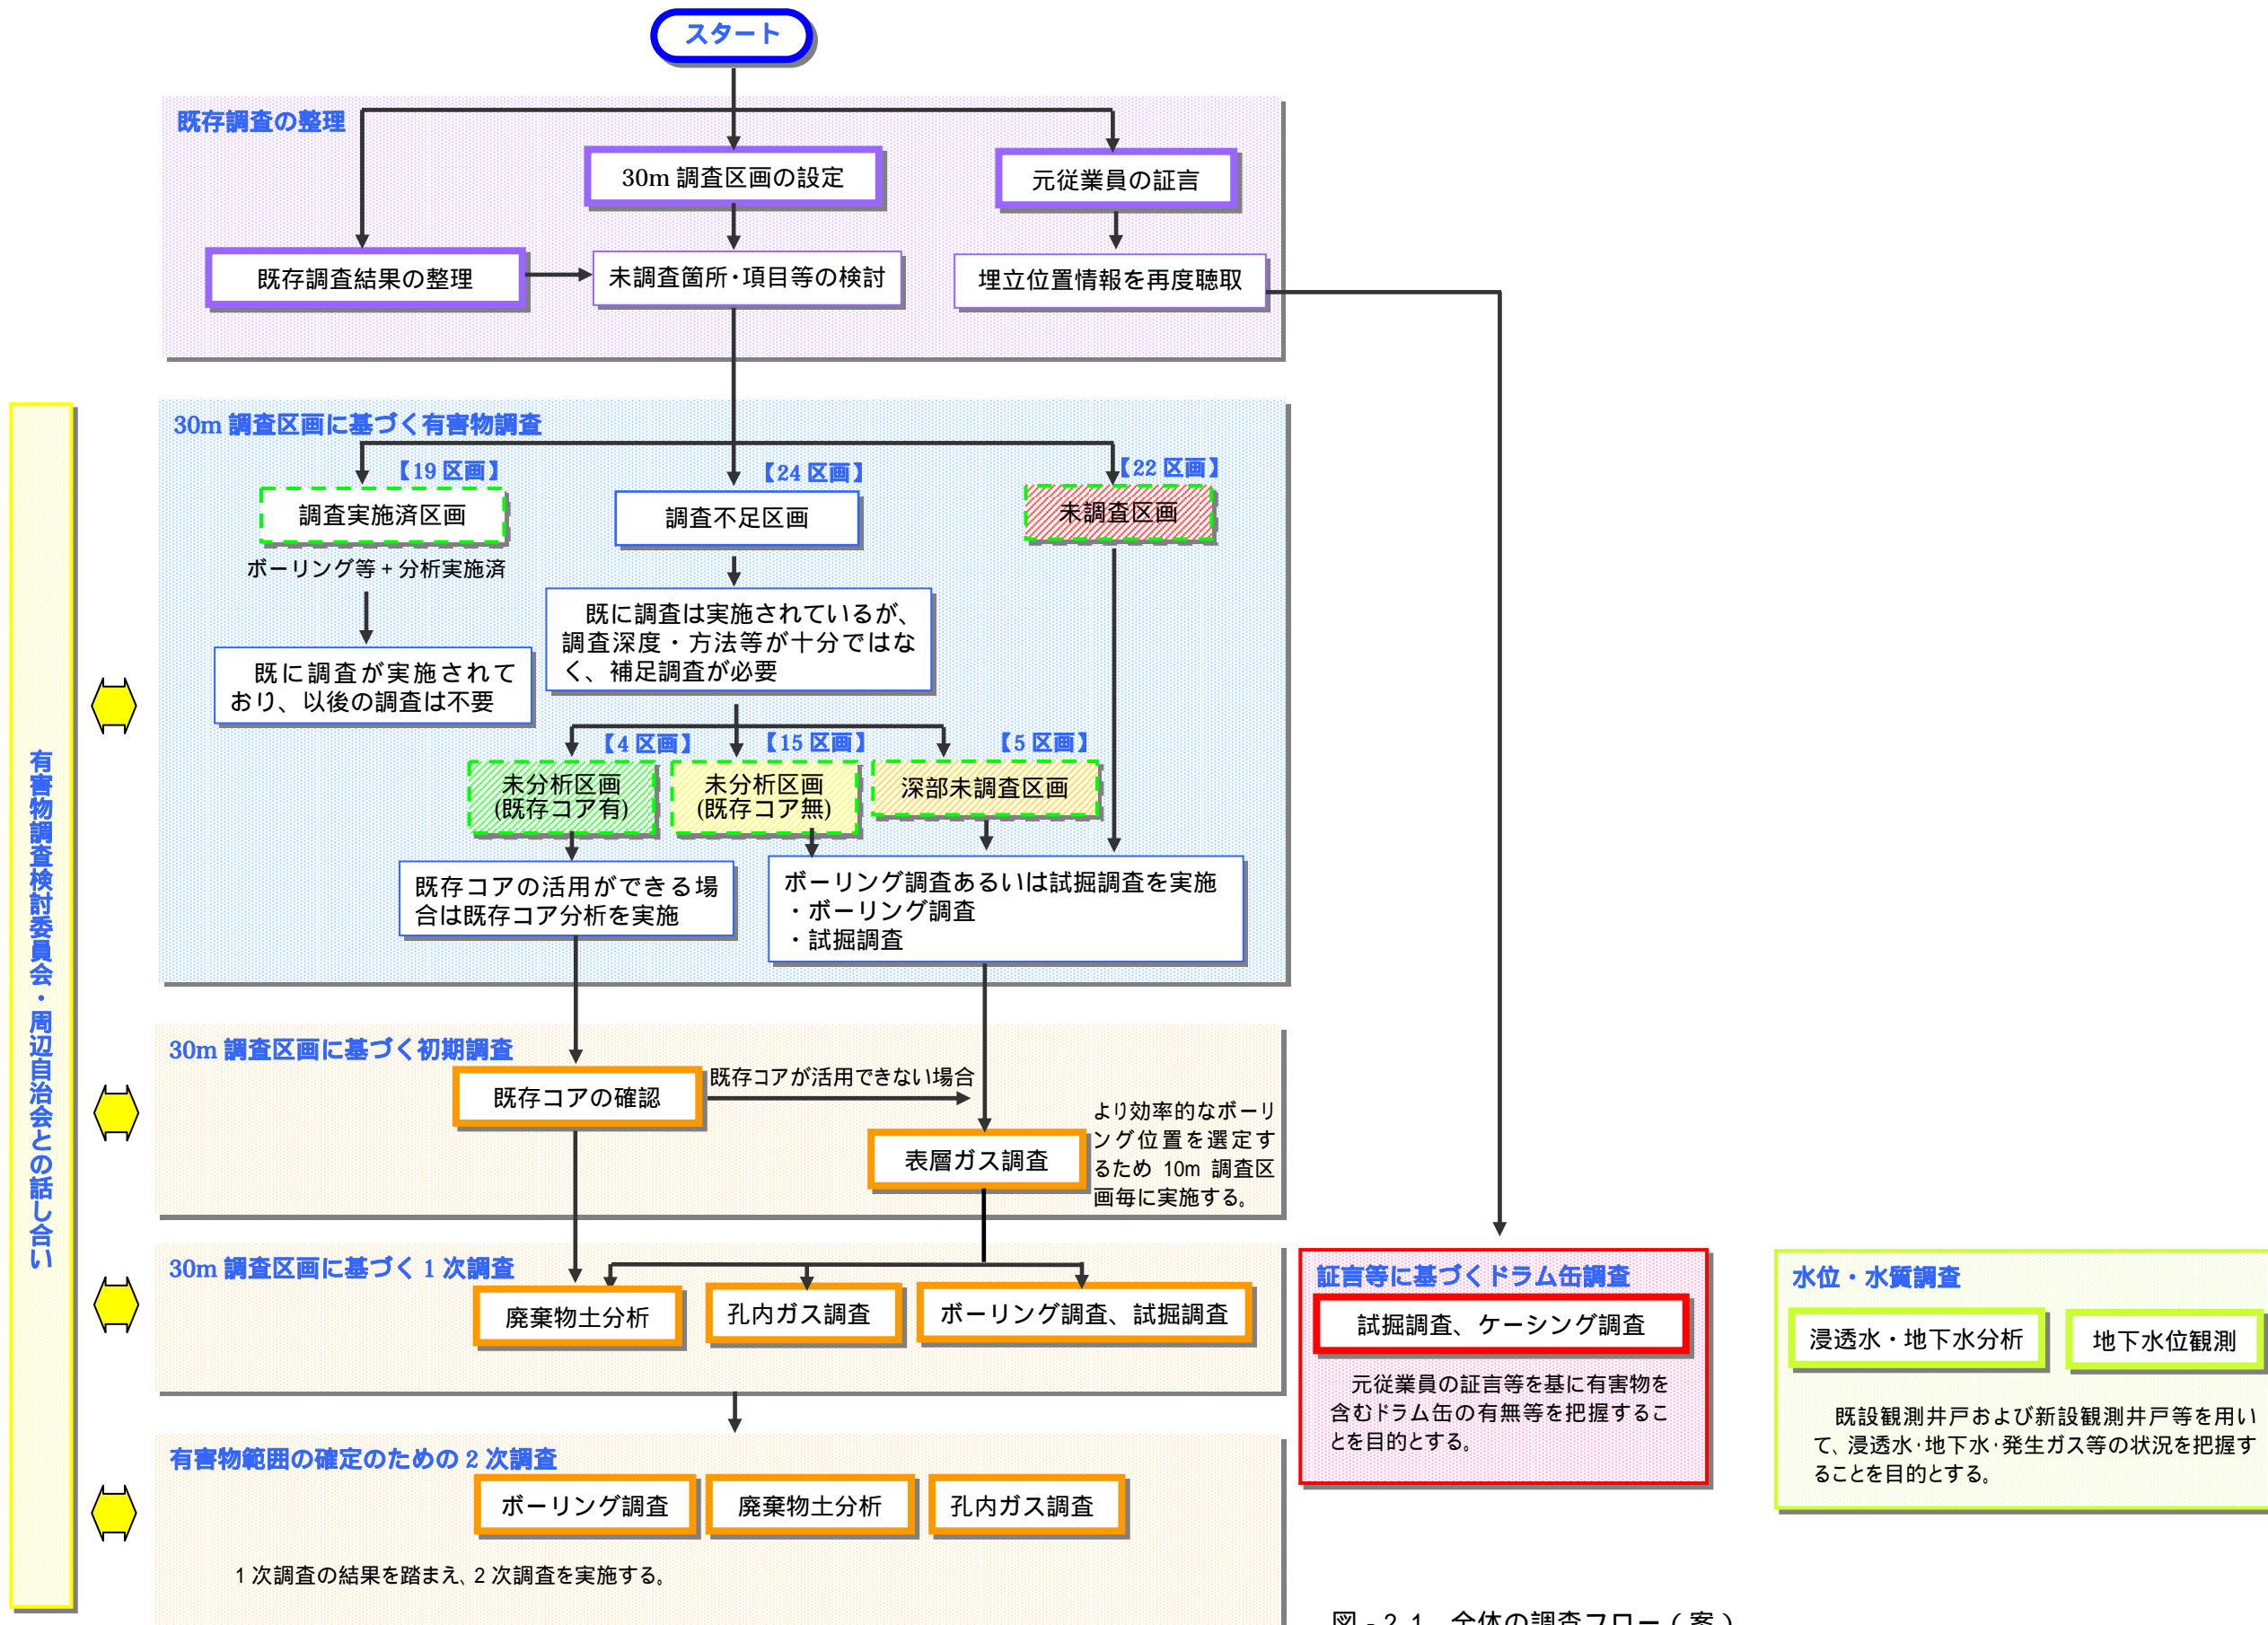 スタート
既存調査の整理
30m 調査区画の設定
元従業員の証言
既存調査結果の整理
未調査箇所・項目等の検討
埋立位置情報を再度聴取
30m 調査区画に基づく有害物調査
【19 区画】
【24 区画】
【22 区画】
調査実施済区画
調査不足区画
未調査区画
ボーリング等+分析実施済
既に調査は実施されているが、
調査深度・方法等が十分ではな
く、補足調査が必要
既に調査が実施されて
おり、以後の調査は不要
【4 区画】
【15 区画】
【5 区画】
未分析区画
(既存コア有)
未分析区画
(既存コア無)
深部未調査区画
既存コアの活用ができる場
合は既存コア分析を実施
ボーリング調査あるいは試掘調査を実施
・ボーリング調査
・試掘調査
有害物調査検討委員会・周辺自治会との話し合い
30m 調査区画に基づく初期調査
既存コアの確認
既存コアが活用できない場合
表層ガス調査
より効率的なボーリ
ング位置を選定す
るため 10m 調査区
画毎に実施する。
30m 調査区画に基づく 1 次調査
廃棄物土分析
孔内ガス調査
ボーリング調査、試掘調査
証言等に基づくドラム缶調査
試掘調査、ケーシング調査
元従業員の証言等を基に有害物を
含むドラム缶の有無等を把握するこ
とを目的とする。
水位・水質調査
浸透水・地下水分析
地下水位観測
既設観測井戸および新設観測井戸等を用い
て、浸透水・地下水・発生ガス等の状況を把握す
ることを目的とする。
有害物範囲の確定のための 2 次調査
ボーリング調査
廃棄物土分析
孔内ガス調査
1 次調査の結果を踏まえ、2 次調査を実施する。
図 - 2.1 全体の調査フロー(案)